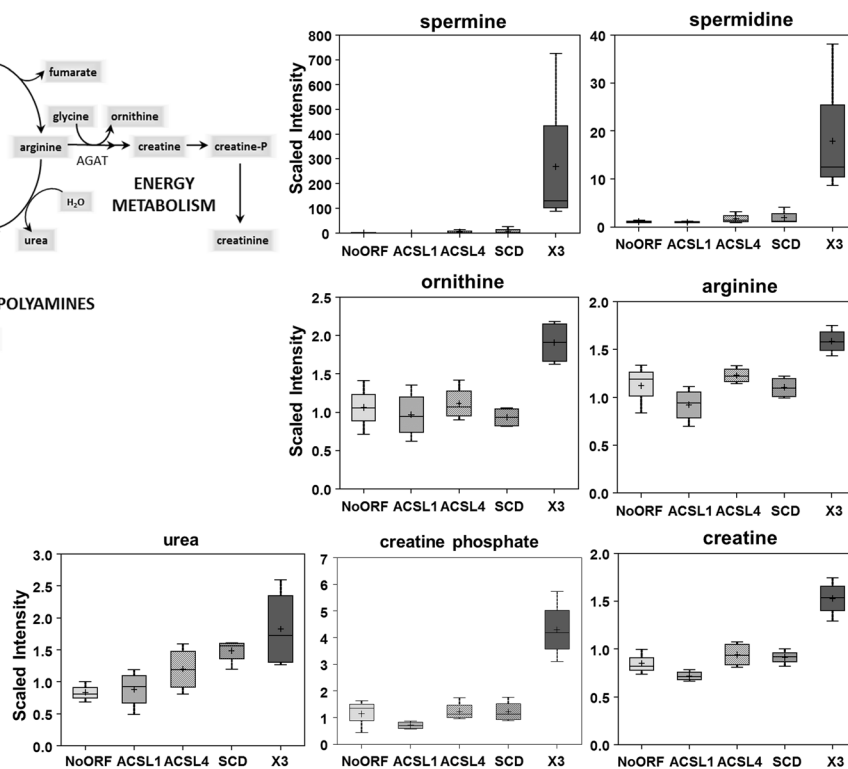 fumarate
glycine
ornithine
arginine
creatine
creatine-P
AGAT
ENERGY
METABOLISM
H₂O
urea
creatinine
POLYAMINES
spermine
Scaled Intensity
800
700
600
500
400
300
200
100
0
NoORF ACSL1 ACSL4 SCD X3
spermidine
40
30
20
10
0
NoORF ACSL1 ACSL4 SCD X3
ornithine
Scaled Intensity
2.5
2.0
1.5
1.0
0.5
0.0
NoORF ACSL1 ACSL4 SCD X3
arginine
2.0
1.5
1.0
0.5
0.0
NoORF ACSL1 ACSL4 SCD X3
urea
Scaled Intensity
3.0
2.5
2.0
1.5
1.0
0.5
0.0
NoORF ACSL1 ACSL4 SCD X3
creatine phosphate
7
6
5
4
3
2
1
0
NoORF ACSL1 ACSL4 SCD X3
creatine
2.0
1.5
1.0
0.5
0.0
NoORF ACSL1 ACSL4 SCD X3